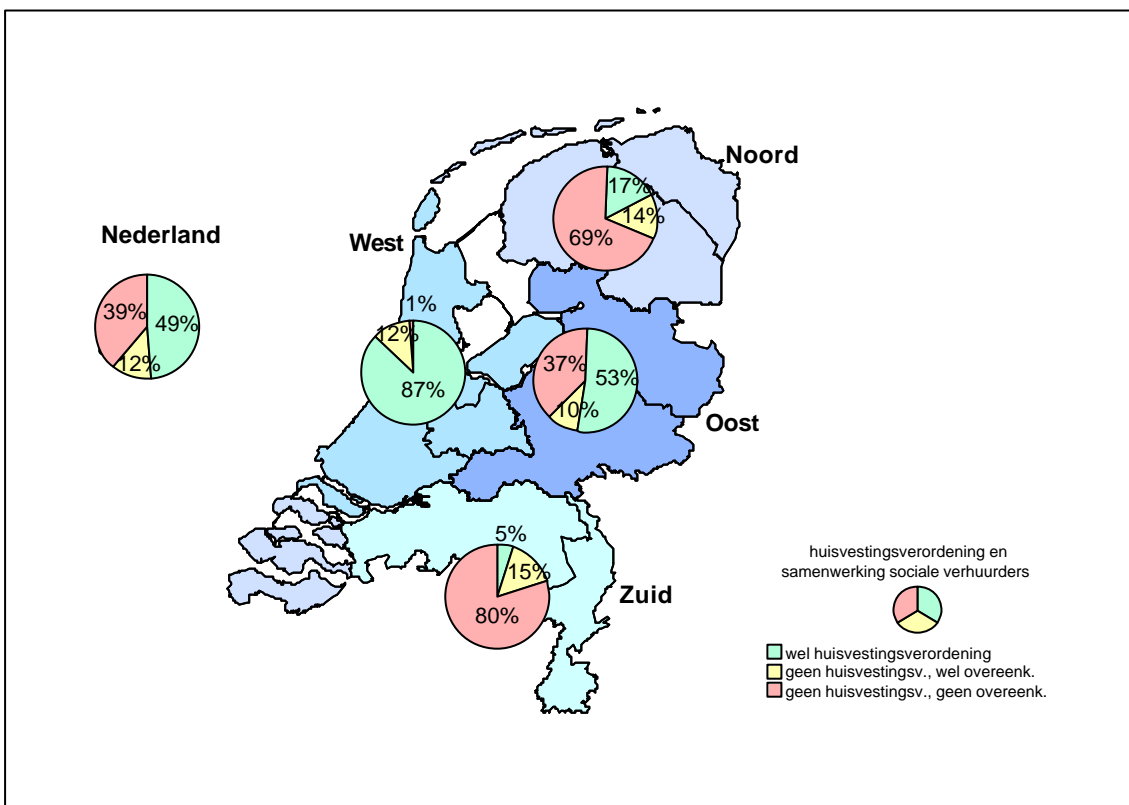 Noord
17%
14%
69%
Nederland
39%
49%
12%
West
1%
12%
87%
37%
53%
10%
Oost
5%
15%
80%
Zuid
huisvestingsverordening en
samenwerking sociale verhuurders
wel huisvestingsverordening
geen huisvestingsv., wel overeenk.
geen huisvestingsv., geen overeenk.